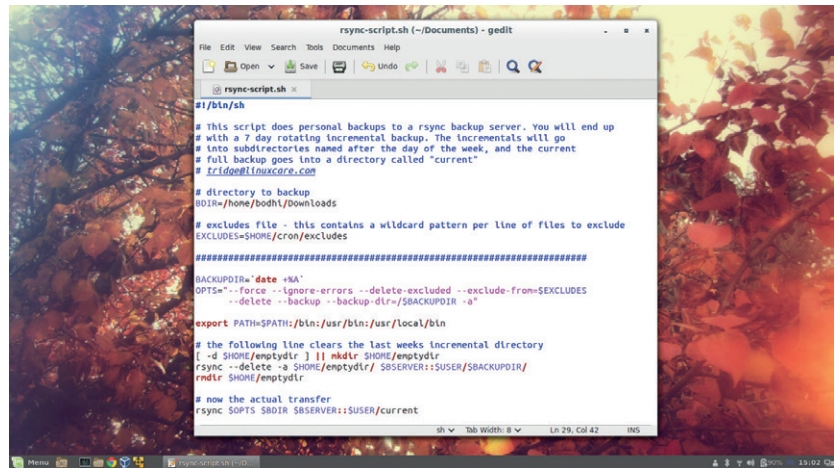 rsync-script.sh (~/Documents) - gedit
File Edit View Search Tools Documents Help
Open Save Undo
rsync-script.sh
#!/bin/sh
# This script does personal backups to a rsync backup server. You will end up
# with a 7 day rotating incremental backup. The incrementals will go
# into subdirectories named after the day of the week, and the current
# full backup goes into a directory called "current"
# tridge@linuxcare.com
# directory to backup
BDIR=/home/bodhi/Downloads
# excludes file - this contains a wildcard pattern per line of files to exclude
EXCLUDES=$HOME/cron/excludes
###########################################################################
BACKUPDIR=`date +%A`
OPTS="--force --ignore-errors --delete-excluded --exclude-from=$EXCLUDES
--delete --backup --backup-dir=/$BACKUPDIR -a"
export PATH=$PATH:/bin:/usr/bin:/usr/local/bin
# the following line clears the last weeks incremental directory
[ -d $HOME/emptydir ] || mkdir $HOME/emptydir
rsync --delete -a $HOME/emptydir/ $BSERVER::$USER/$BACKUPDIR/
rmdir $HOME/emptydir
# now the actual transfer
rsync $OPTS $BDIR $BSERVER::$USER/current
sh Tab Width: 8 Ln 29, Col 42 INS
Menu rsync-script.sh (~/D... 90% 15:02